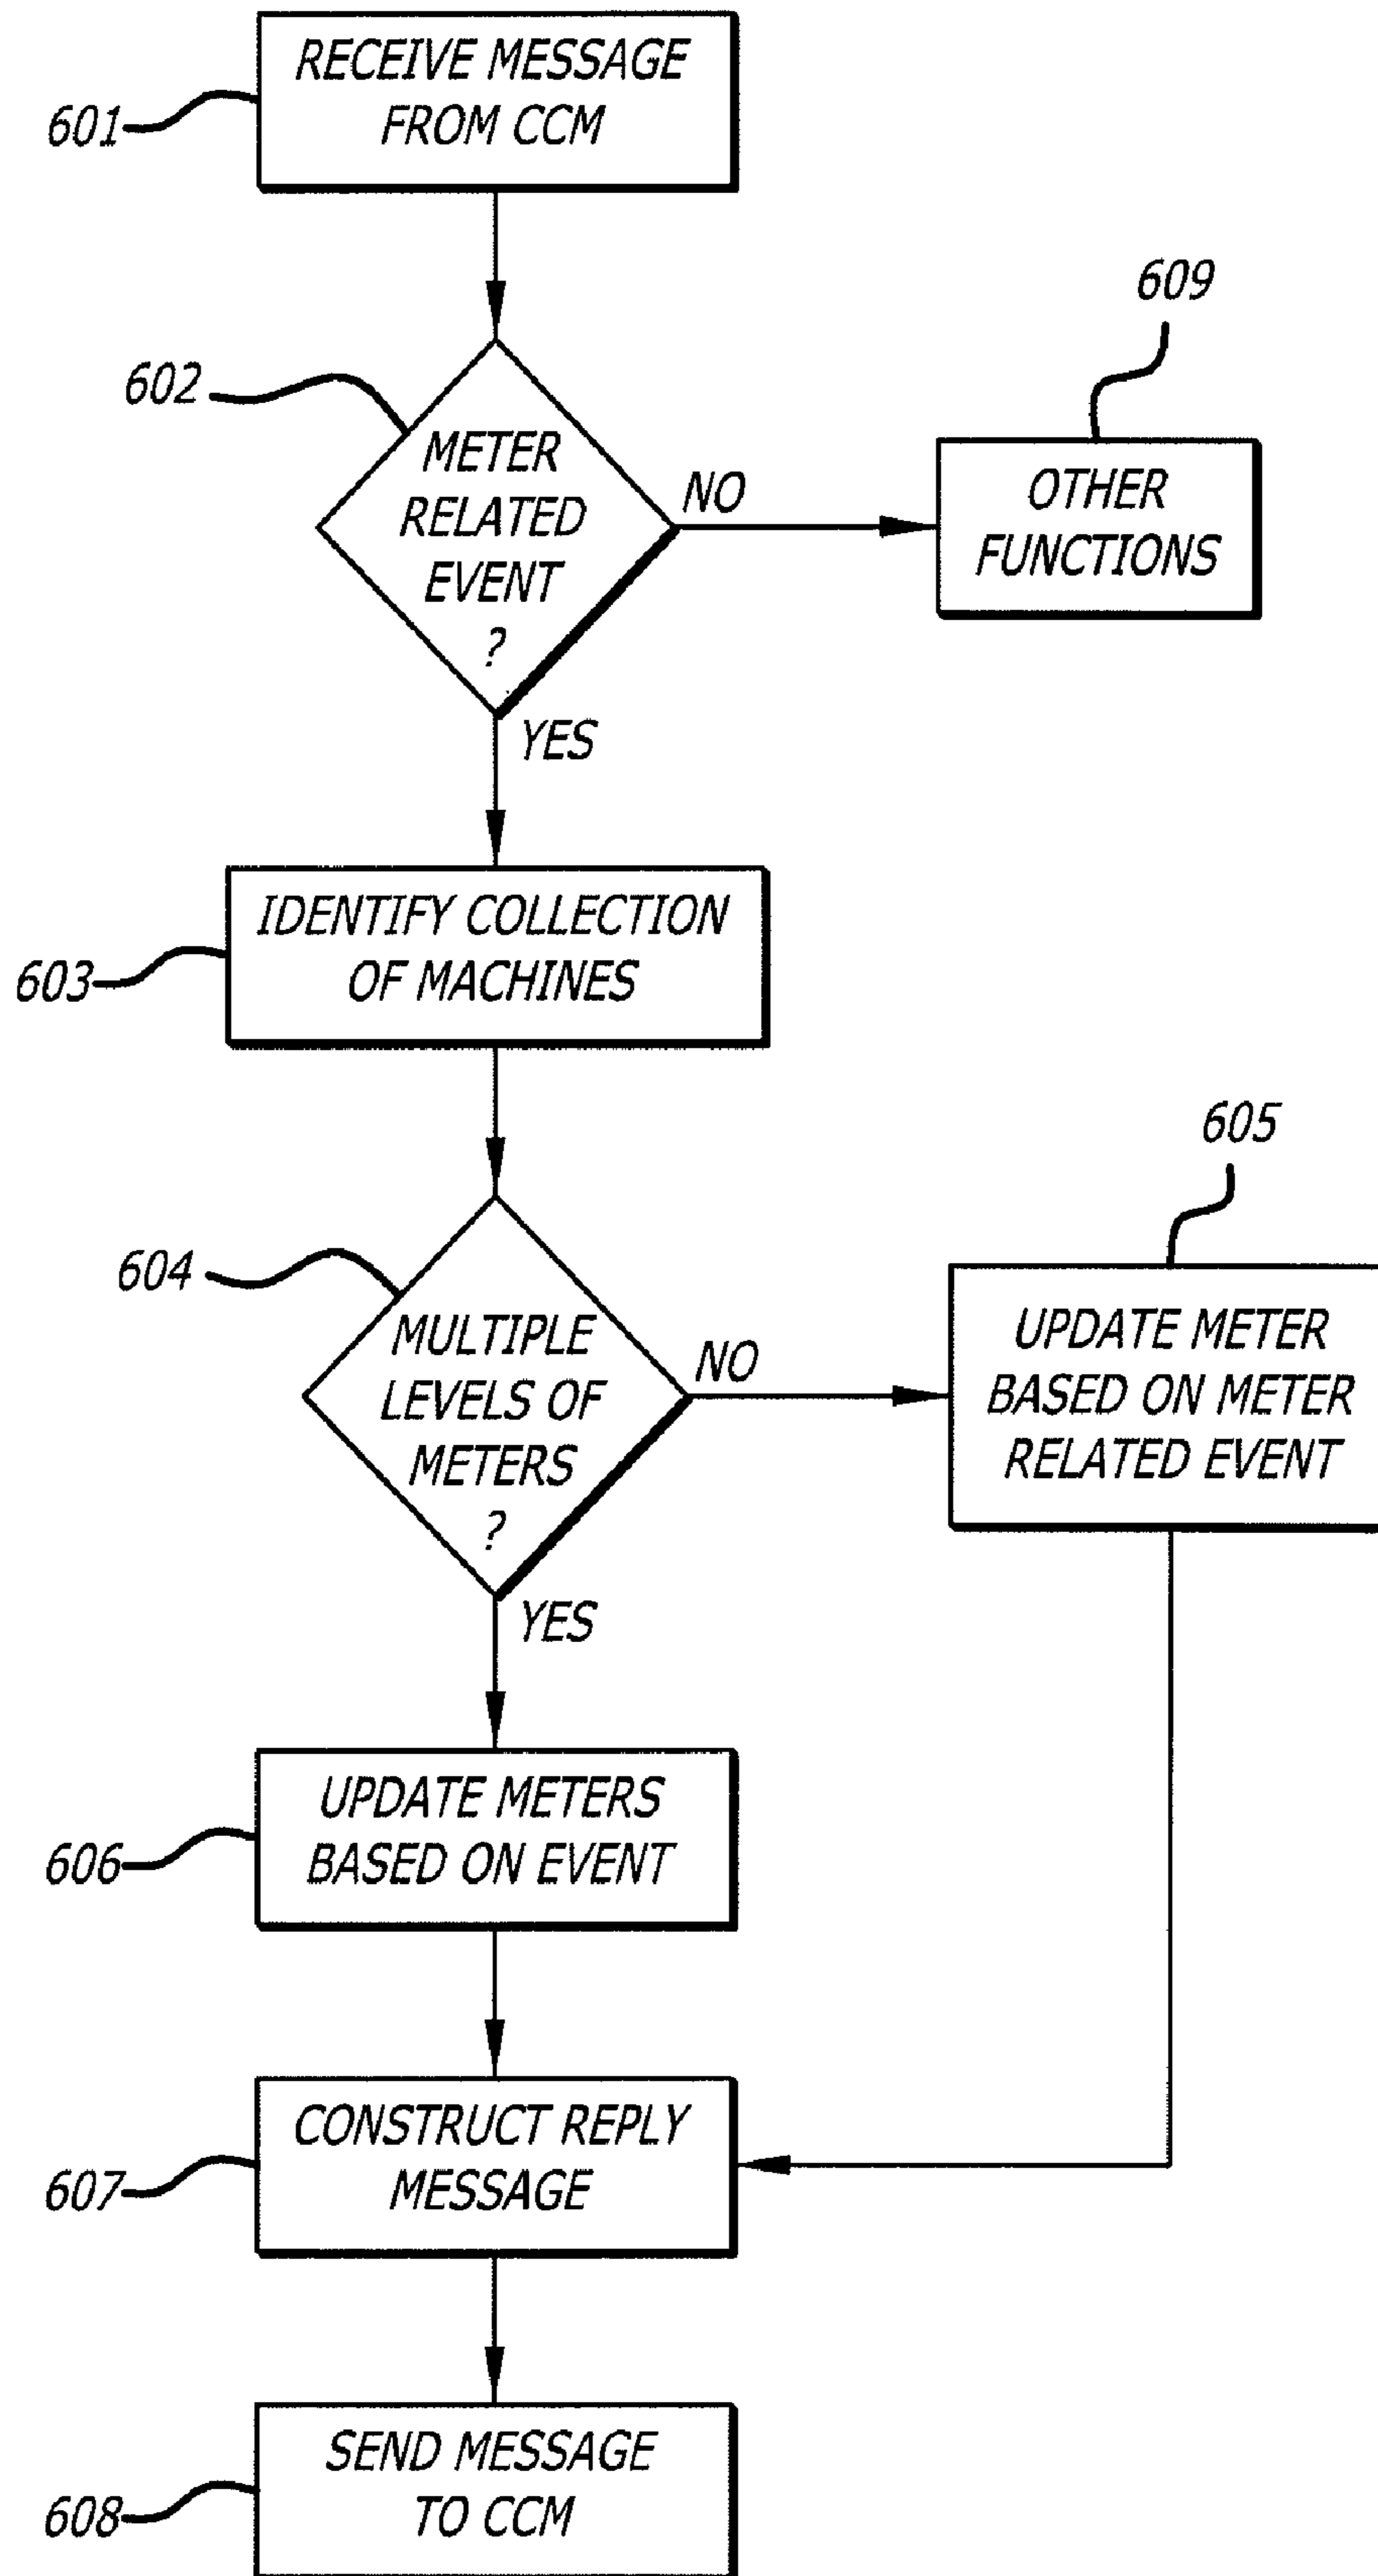 RECEIVE MESSAGE
FROM CCM
601
609
602
METER
RELATED
EVENT
?
NO
OTHER
FUNCTIONS
YES
IDENTIFY COLLECTION
OF MACHINES
603
605
604
MULTIPLE
LEVELS OF
METERS
?
NO
UPDATE METER
BASED ON METER
RELATED EVENT
YES
UPDATE METERS
BASED ON EVENT
606
CONSTRUCT REPLY
MESSAGE
607
SEND MESSAGE
TO CCM
608